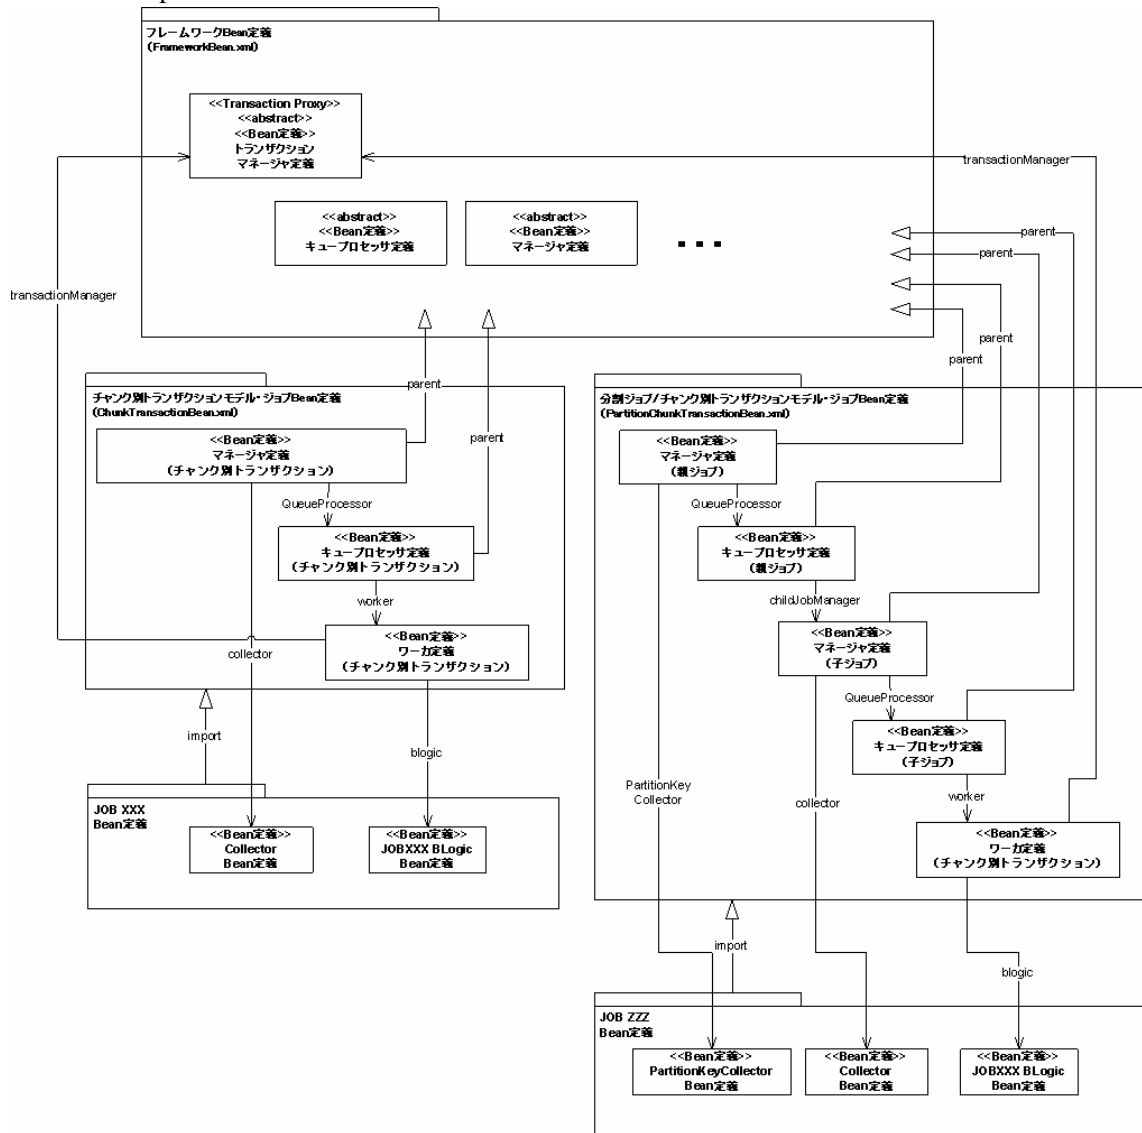 フレームワークBean定義
(FrameworkBean.xml)
<<Transaction Proxy>>
<<abstract>>
<<Bean定義>>
トランザクション
マネージャ定義
transactionManager
<<abstract>>
<<Bean定義>>
キュープロセッサ定義
<<abstract>>
<<Bean定義>>
マネージャ定義
...
parent
parent
transactionManager
parent
parent
parent
parent
チャンク別トランザクションモデル・ジョブBean定義
(ChunkTransactionBean.xml)
<<Bean定義>>
マネージャ定義
(チャンク別トランザクション)
QueueProcessor
<<Bean定義>>
キュープロセッサ定義
(チャンク別トランザクション)
worker
<<Bean定義>>
ワーカ定義
(チャンク別トランザクション)
collector
import
blogic
JOB XXX
Bean定義
<<Bean定義>>
Collector
Bean定義
<<Bean定義>>
JOBXXX BLogic
Bean定義
分割ジョブ/チャンク別トランザクションモデル・ジョブBean定義
(PartitionChunkTransactionBean.xml)
<<Bean定義>>
マネージャ定義
(親ジョブ)
QueueProcessor
<<Bean定義>>
キュープロセッサ定義
(親ジョブ)
childJobManager
<<Bean定義>>
マネージャ定義
(子ジョブ)
QueueProcessor
<<Bean定義>>
キュープロセッサ定義
(子ジョブ)
PartitionKey
Collector
collector
worker
<<Bean定義>>
ワーカ定義
(チャンク別トランザクション)
import
blogic
JOB ZZZ
Bean定義
<<Bean定義>>
PartitionKeyCollector
Bean定義
<<Bean定義>>
Collector
Bean定義
<<Bean定義>>
JOBXXX BLogic
Bean定義